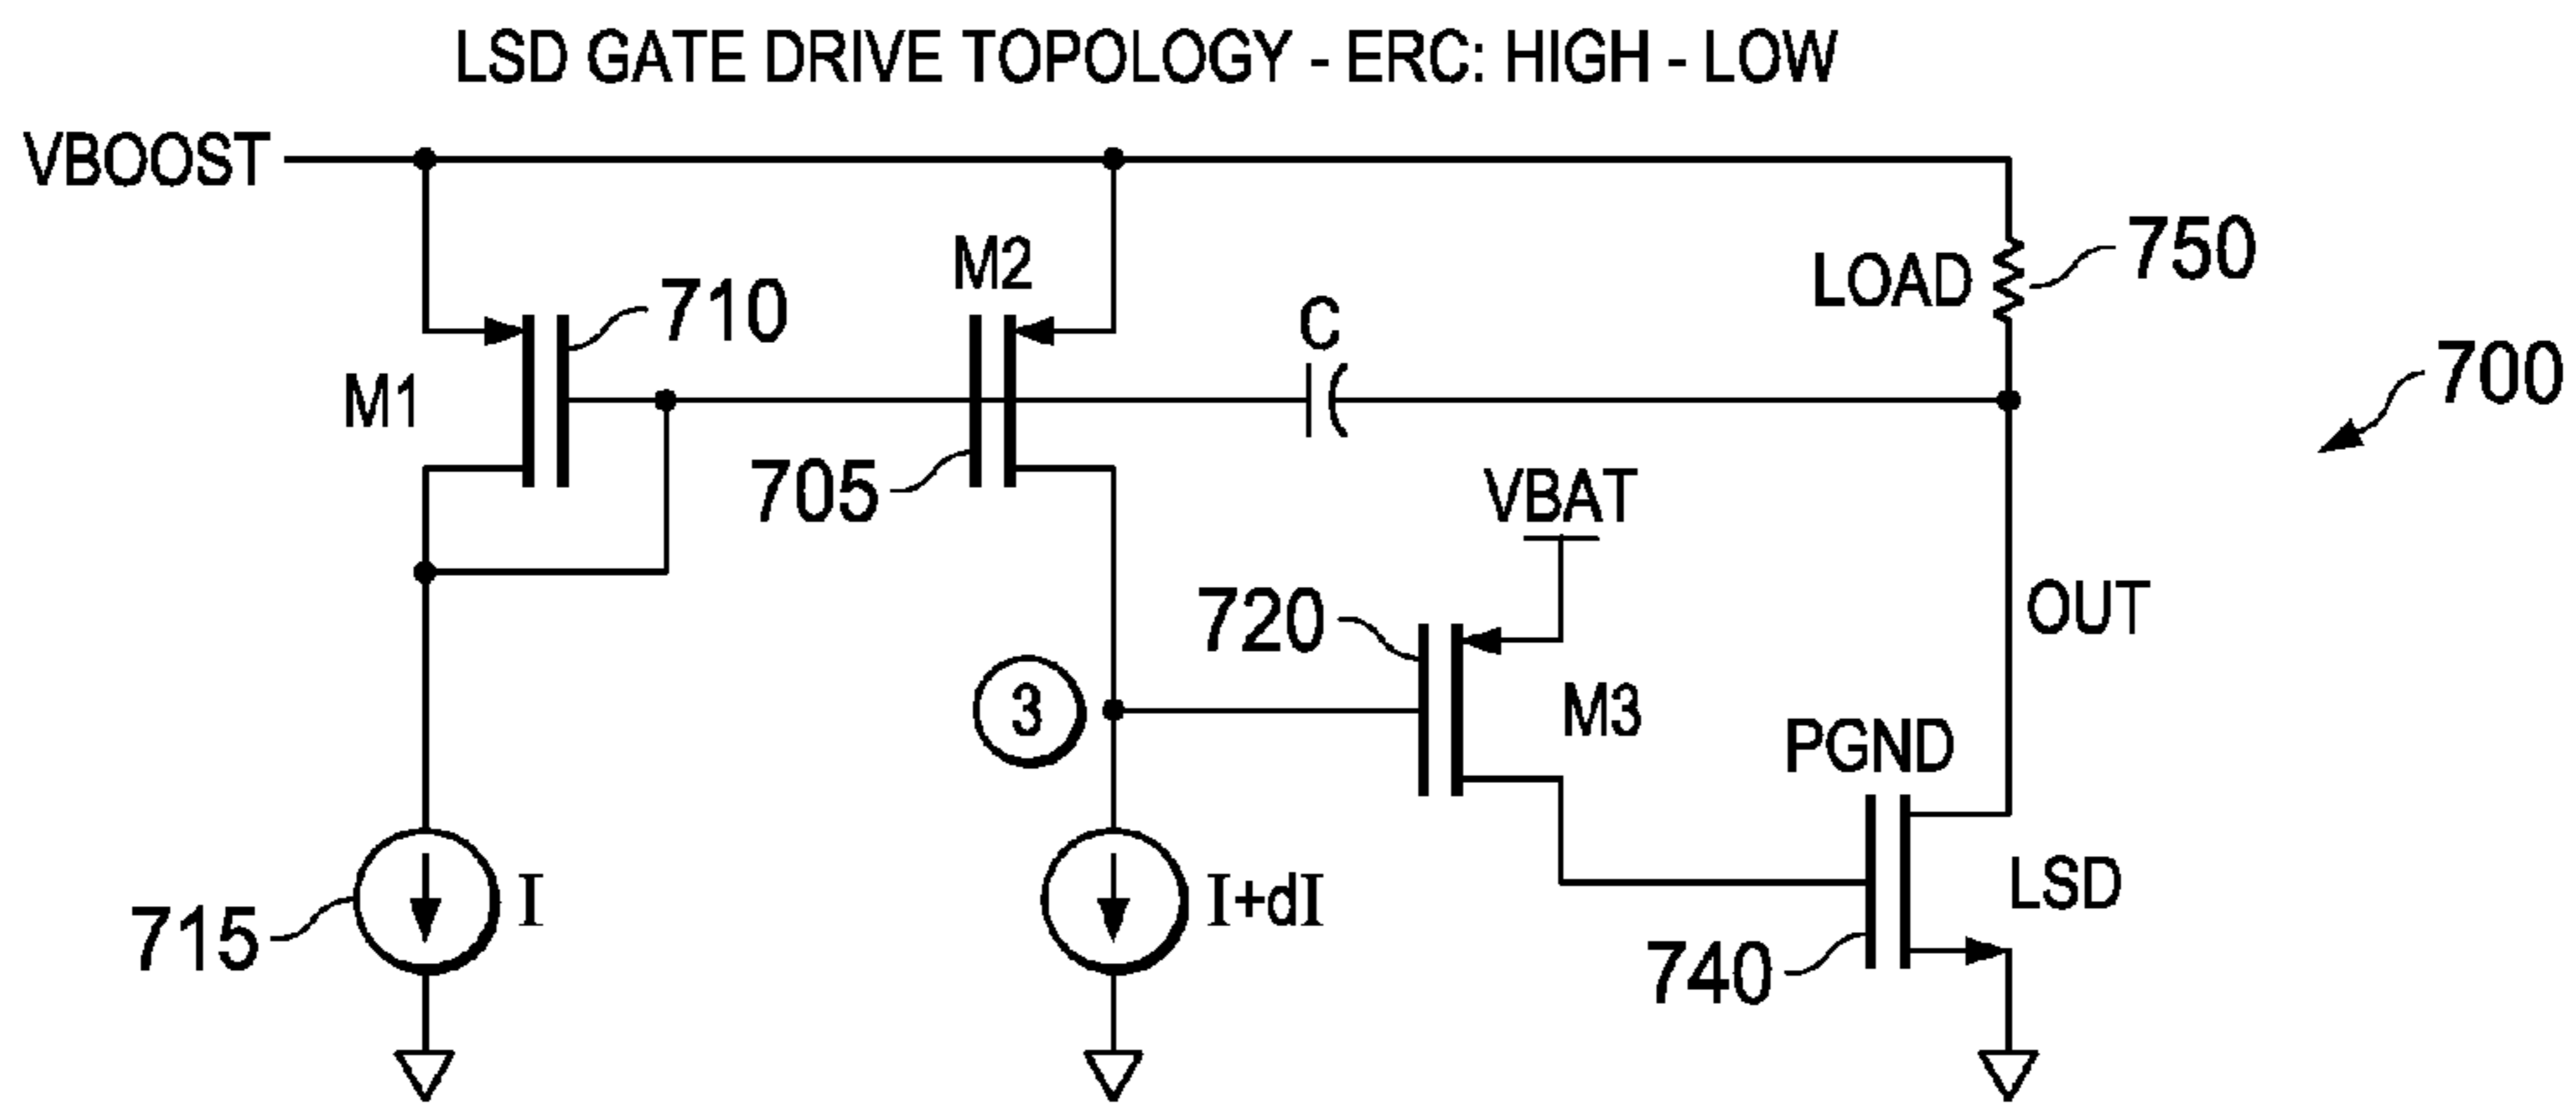 LSD GATE DRIVE TOPOLOGY - ERC: HIGH - LOW
VBOOST
M2
LOAD
750
710
C
700
M1
705
VBAT
720
OUT
3
M3
PGND
I
I+dI
LSD
715
740